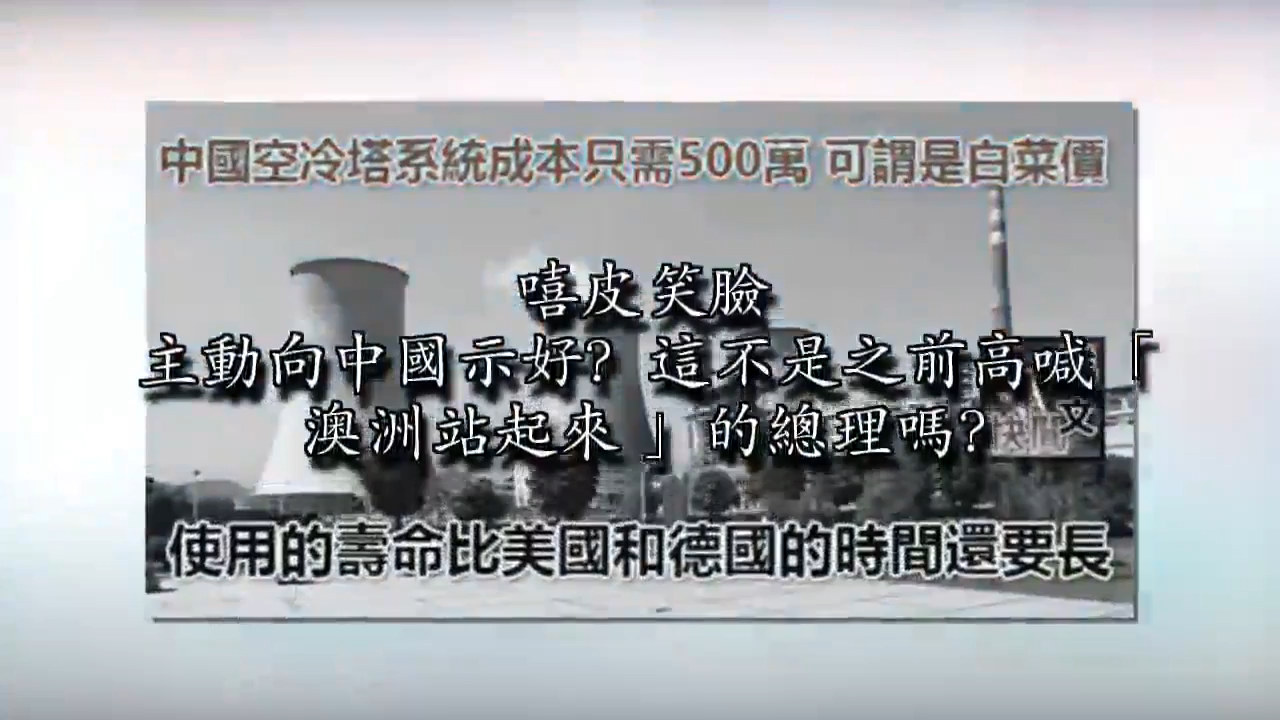 中國空冷塔系統成本只需500萬 可謂是白菜價
嘻皮笑臉
主動向中國示好? 這不是之前高喊「
澳洲站起來 」的總理嗎?
文
使用的壽命比美國和德國的時間還要長